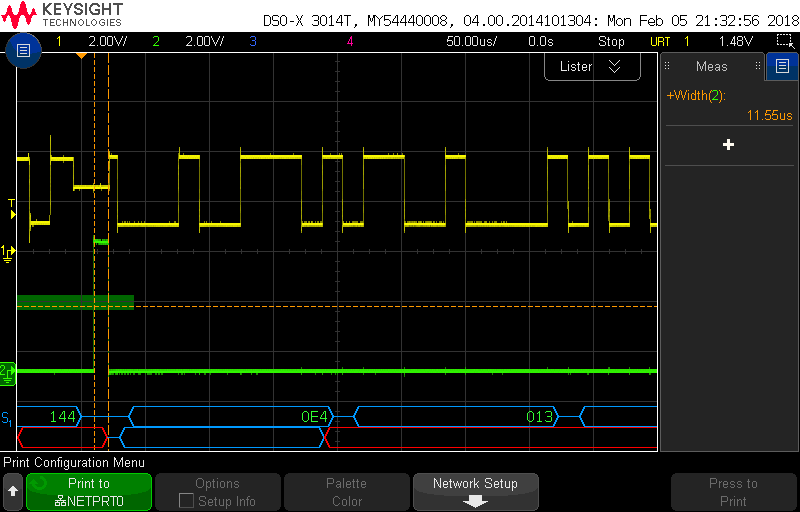 KEYSIGHT
TECHNOLOGIES
DSO-X 3014T, MY54440008, 04.00.2014101304: Mon Feb 05 21:32:56 2018
1 2.00V/ 2 2.00V/ 3 4 50.00us/ 0.0s Stop URT 1 1.48V
Lister
Meas
+Width(2):
11.55us
+
T
1
2
S1 144 0E4 013
Print Configuration Menu
Print to
NETPRT0
Options
Setup Info
Palette
Color
Network Setup
Press to
Print